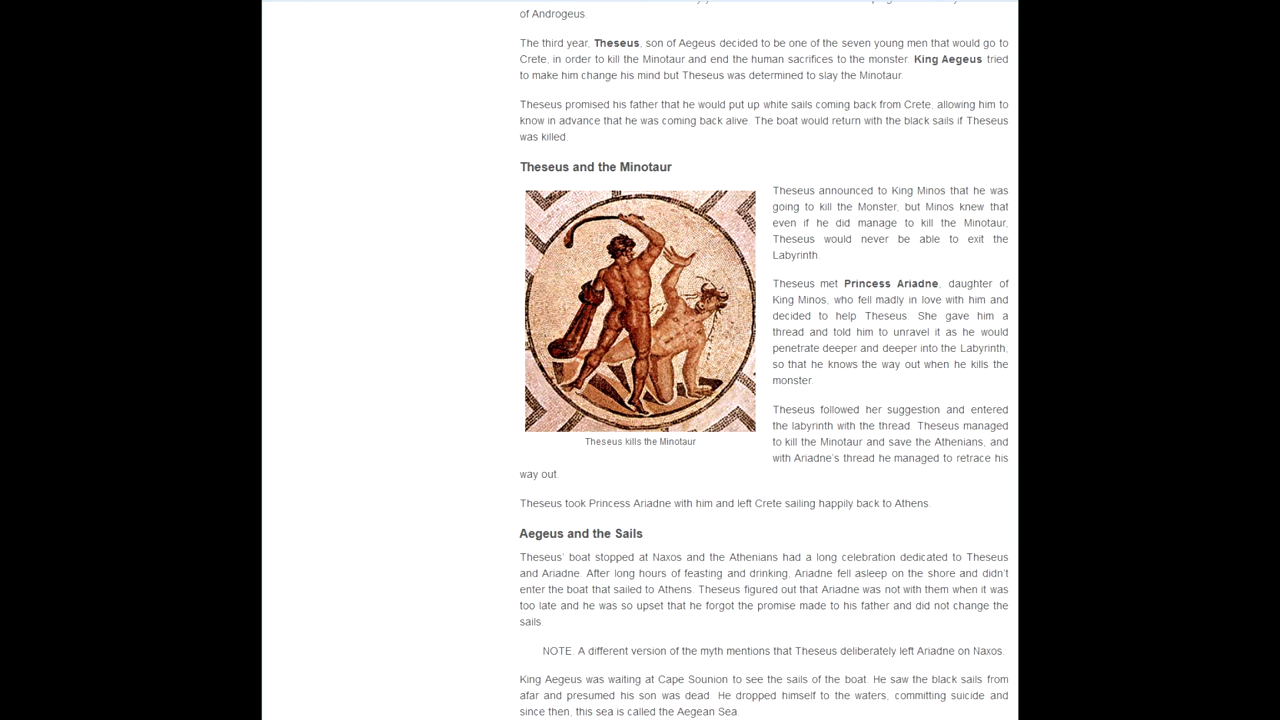 of Androgeus.
The third year, Theseus, son of Aegeus decided to be one of the seven young men that would go to
Crete, in order to kill the Minotaur and end the human sacrifices to the monster. King Aegeus tried
to make him change his mind but Theseus was determined to slay the Minotaur.
Theseus promised his father that he would put up white sails coming back from Crete, allowing him to
know in advance that he was coming back alive. The boat would return with the black sails if Theseus
was killed.
Theseus and the Minotaur
Theseus announced to King Minos that he was
going to kill the Monster, but Minos knew that
even if he did manage to kill the Minotaur,
Theseus would never be able to exit the
Labyrinth.
Theseus met Princess Ariadne, daughter of
King Minos, who fell madly in love with him and
decided to help Theseus. She gave him a
thread and told him to unravel it as he would
penetrate deeper and deeper into the Labyrinth,
so that he knows the way out when he kills the
monster.
Theseus followed her suggestion and entered
the labyrinth with the thread. Theseus managed
to kill the Minotaur and save the Athenians, and
with Ariadne's thread he managed to retrace his
way out.
Theseus kills the Minotaur
Theseus took Princess Ariadne with him and left Crete sailing happily back to Athens.
Aegeus and the Sails
Theseus' boat stopped at Naxos and the Athenians had a long celebration dedicated to Theseus
and Ariadne. After long hours of feasting and drinking, Ariadne fell asleep on the shore and didn't
enter the boat that sailed to Athens. Theseus figured out that Ariadne was not with them when it was
too late and he was so upset that he forgot the promise made to his father and did not change the
sails.
NOTE. A different version of the myth mentions that Theseus deliberately left Ariadne on Naxos.
King Aegeus was waiting at Cape Sounion to see the sails of the boat. He saw the black sails from
afar and presumed his son was dead. He dropped himself to the waters, committing suicide and
since then, this sea is called the Aegean Sea.